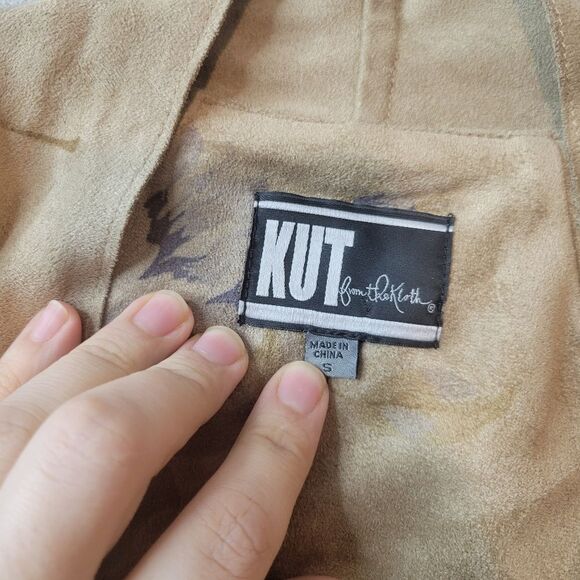 KUT from the Kloth®
MADE IN
CHINA
S